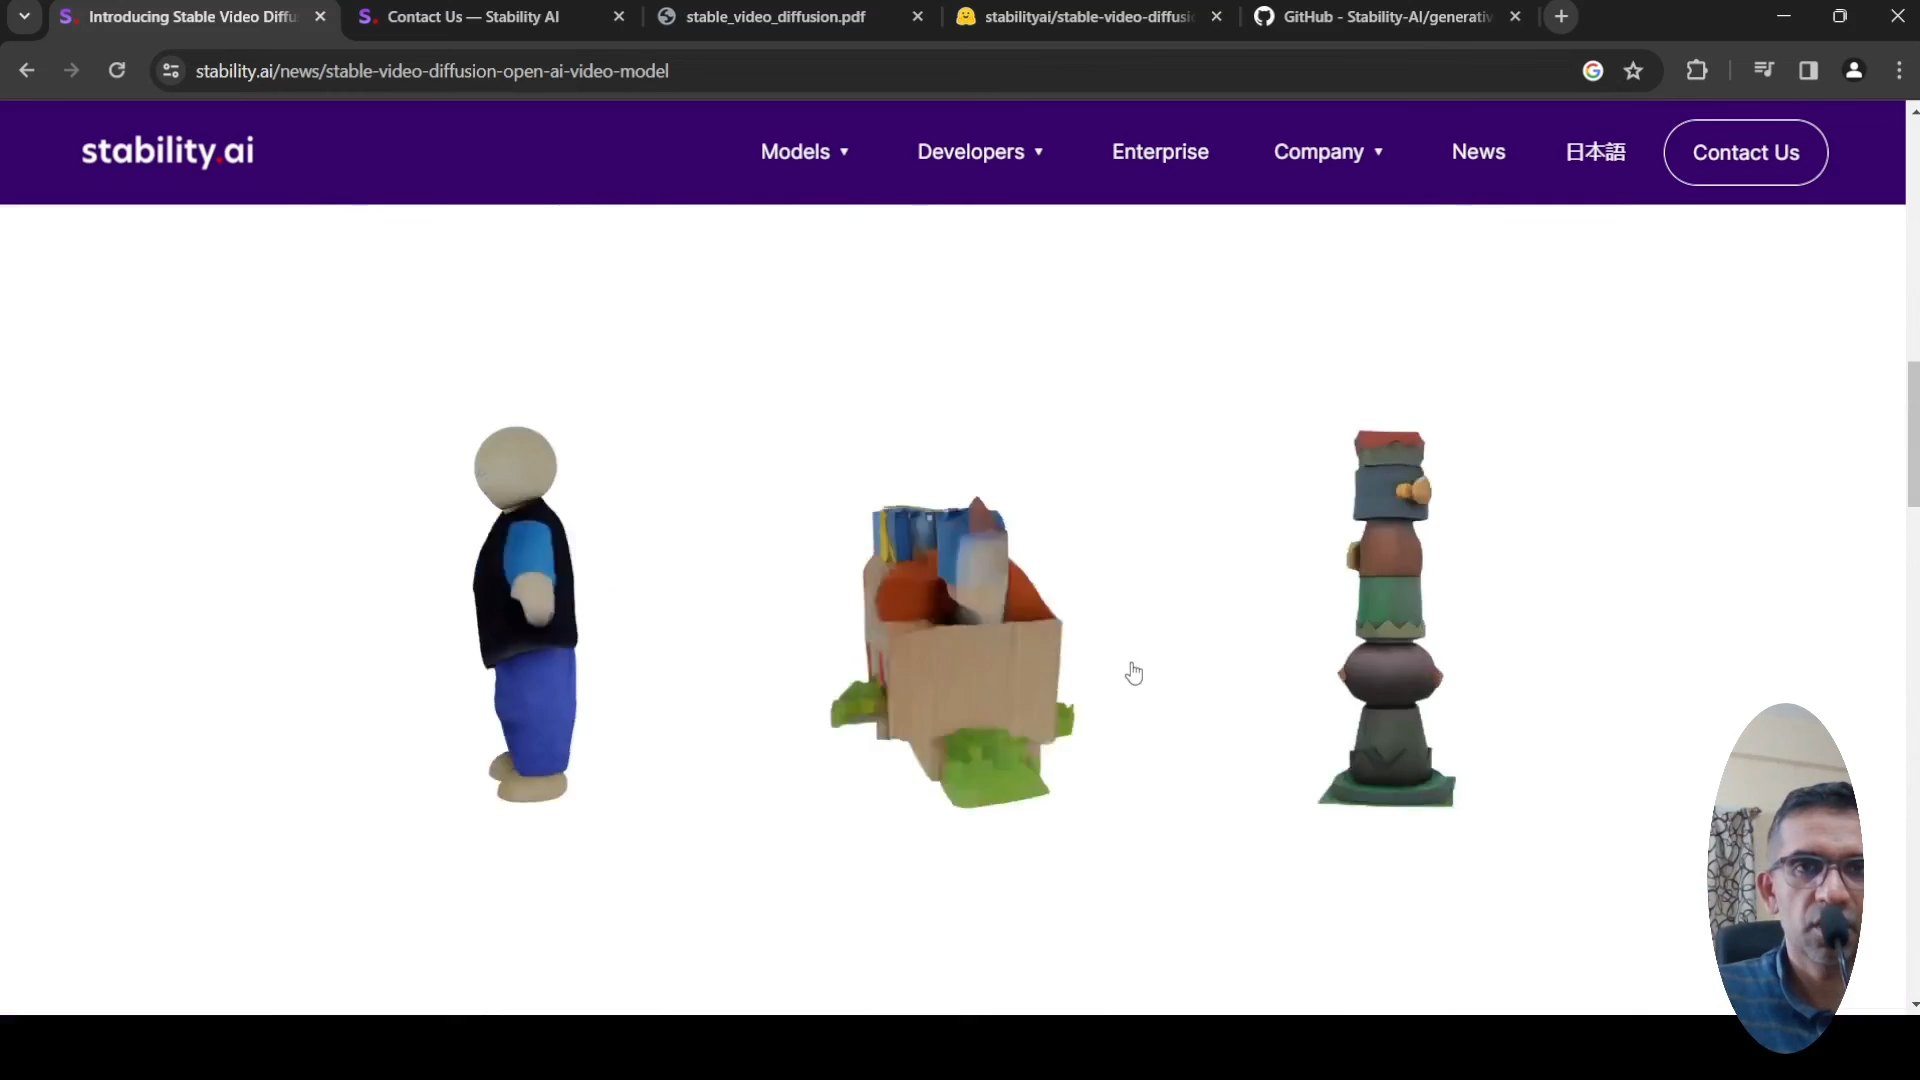 Introducing Stable Video Diffu
Contact Us — Stability AI
stable_video_diffusion.pdf
stabilityai/stable-video-diffusi
GitHub - Stability-AI/generativ
stability.ai/news/stable-video-diffusion-open-ai-video-model
stability.ai
Models
Developers
Enterprise
Company
News
日本語
Contact Us